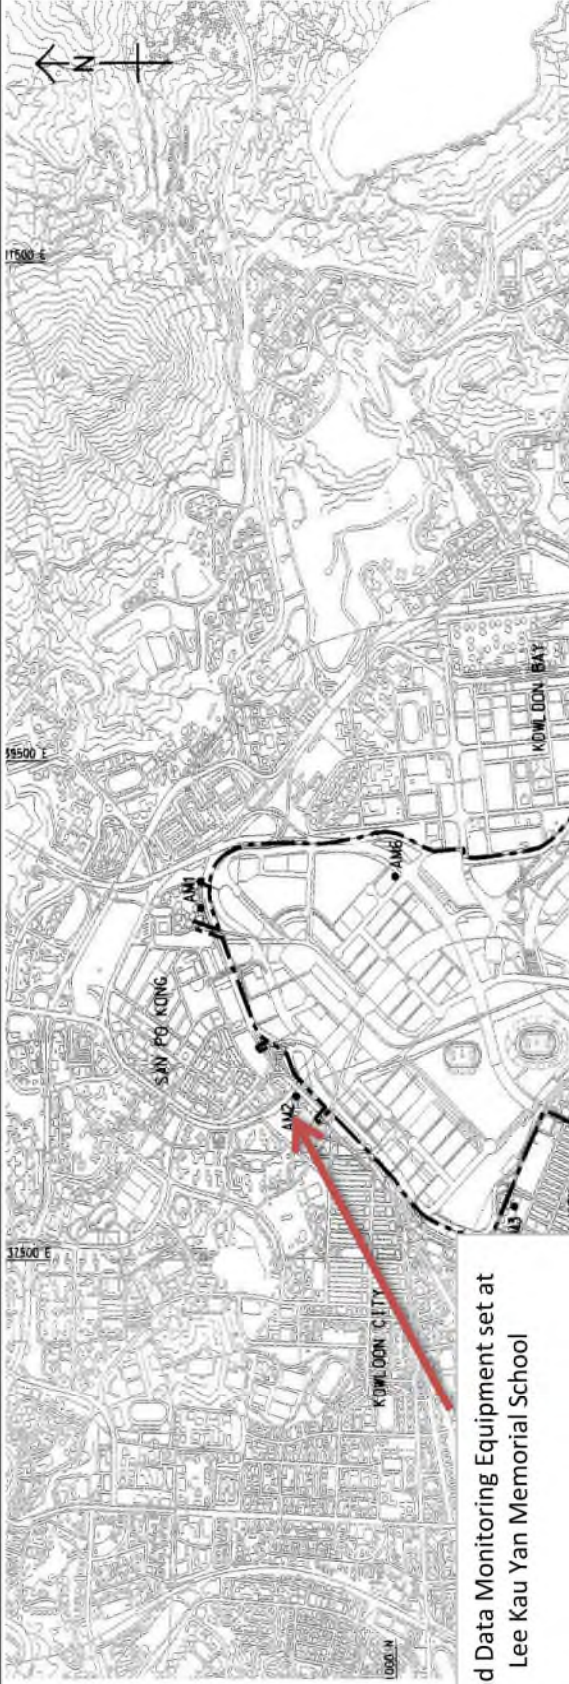 N
39500 E
37500 E
AM1
SAN PO KONG
AM2
AM6
KOWLOON BAY
KOWLOON CITY
d Data Monitoring Equipment set at
Lee Kau Yan Memorial School